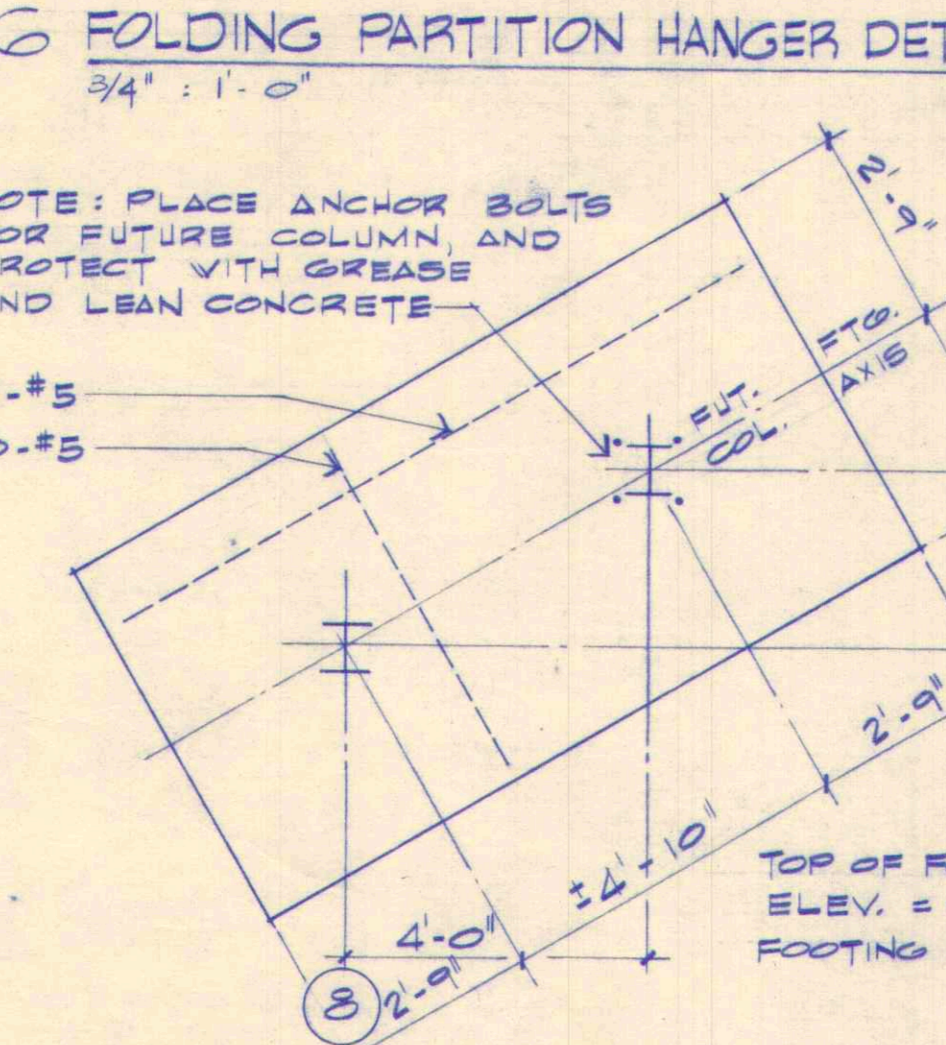 6 FOLDING PARTITION HANGER DET
3/4" : 1'-0"
OTE: PLACE ANCHOR BOLTS
OR FUTURE COLUMN, AND
ROTECT WITH GREASE
ND LEAN CONCRETE
-#5
-#5
2'-9"
FTG.
AXIS
FUT.
COL.
2'-9"
±4'-10"
4'-0"
2'-9"
8
TOP OF F
ELEV. =
FOOTING